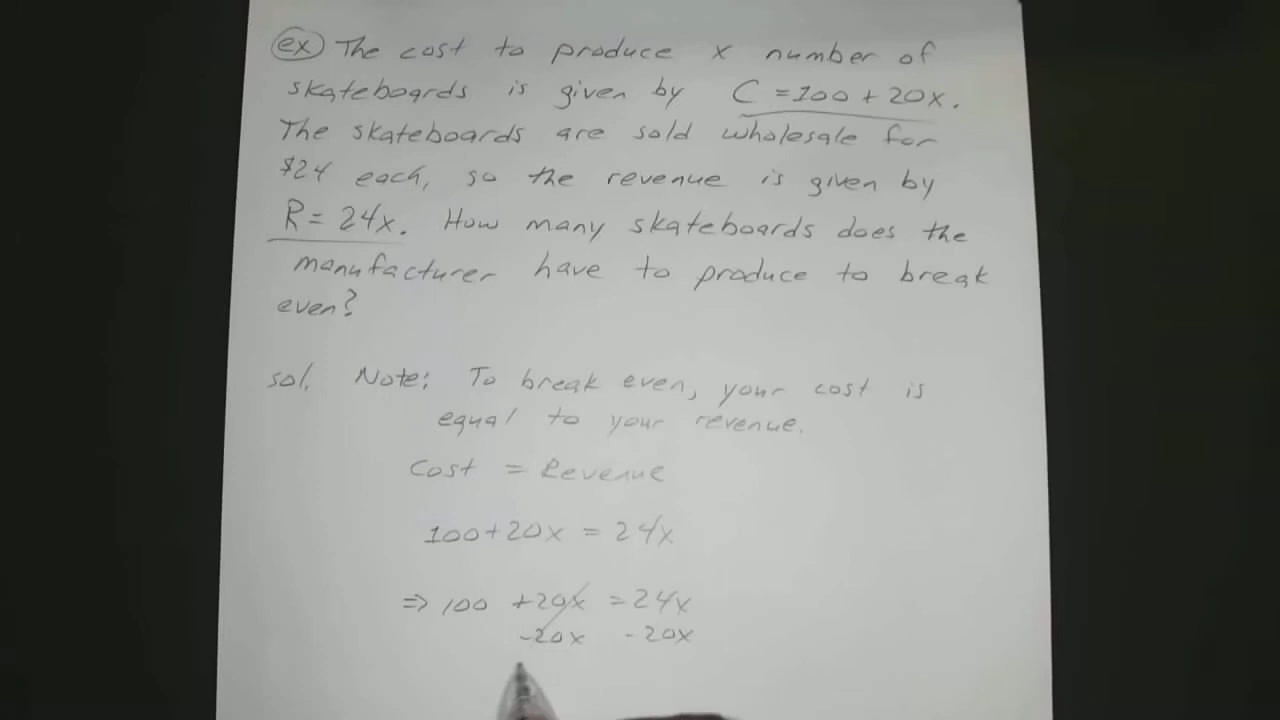 ex The cost to produce x number of
skateboards is given by C = 100 + 20x.
The skateboards are sold wholesale for
$24 each, so the revenue is given by
R = 24x. How many skateboards does the
manufacturer have to produce to break
even?
sol. Note: To break even, your cost is
equal to your revenue.
Cost = Revenue
100+20x = 24x
⇒ 100 +20x = 24x
-20x -20x